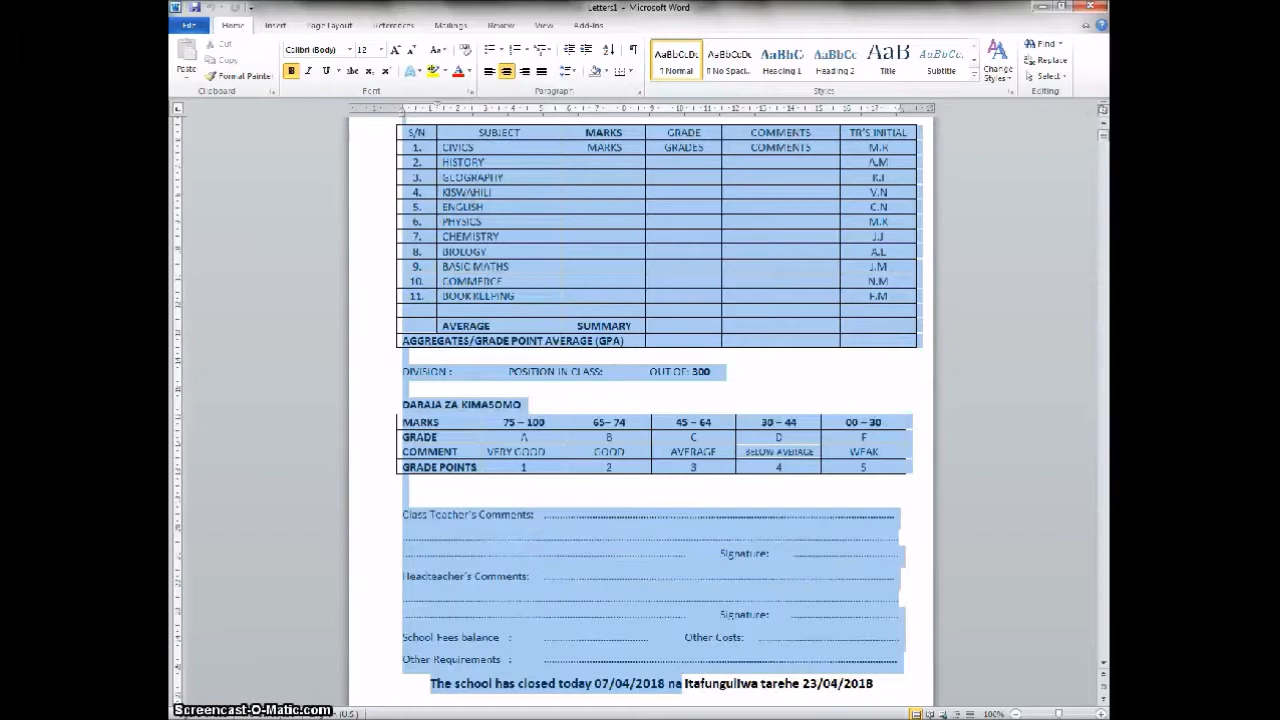 Letters1 - Microsoft Word
File Home Insert Page Layout References Mailings Review View Add-Ins
Cut
Copy
Format Painter
Paste
Calibri (Body) 12
AaBbCcDc AaBbCcDc AaBbC AaBbCc AaB AaBbCc.
¶ Normal ¶ No Spaci... Heading 1 Heading 2 Title Subtitle
Change Styles
Find
Replace
Select
Clipboard Font Paragraph Styles Editing
S/N SUBJECT MARKS GRADE COMMENTS TR'S INITIAL
1. CIVICS MARKS GRADES COMMENTS M.R
2. HISTORY A.M
3. GEOGRAPHY
4. KISWAHILI V.N
5. ENGLISH C.N
6. PHYSICS
7. CHEMISTRY J.J
8. BIOLOGY
9. BASIC MATHS J.M
10. COMMERCE N.M
11. BOOK KEEPING F.M
AVERAGE SUMMARY
AGGREGATES/GRADE POINT AVERAGE (GPA)
DIVISION : POSITION IN CLASS: OUT OF: 300
DARAJA ZA KIMASOMO
MARKS 75 – 100 65– 74 45 – 64 30 – 44 00 – 30
GRADE A B C D F
COMMENT VERY GOOD GOOD AVERAGE BELOW AVERAGE WEAK
GRADE POINTS 1 2 3 4 5
Class Teacher's Comments:
Signature:
Headteacher's Comments:
Signature:
School Fees balance : Other Costs:
Other Requirements :
The school has closed today 07/04/2018 na Itafunguliwa tarehe 23/04/2018
Screencast-O-Matic.com
(U.S.)
100%